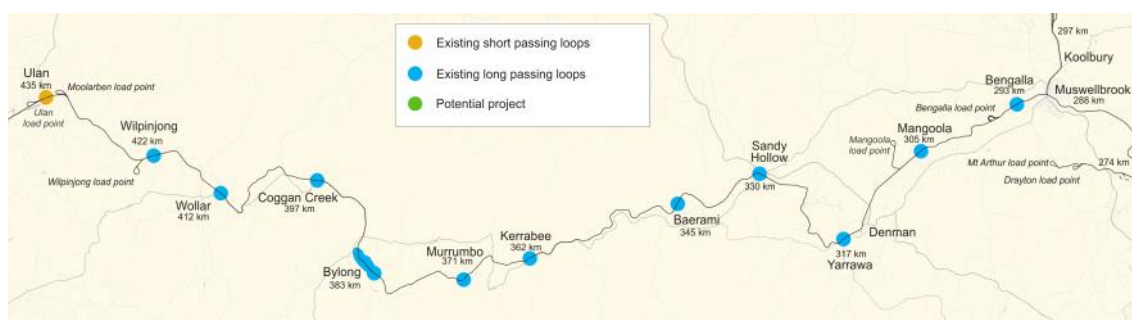 Existing short passing loops
Existing long passing loops
Potential project
Ulan
435 km
Moolarben load point
Ulan
load
point
Wilpinjong
422 km
Wilpinjong load point
Wollar
412 km
Coggan Creek
397 km
Bylong
383 km
Murrumbo
371 km
Kerrabee
362 km
Baerami
345 km
Sandy
Hollow
330 km
Denman
317 km
Yarrawa
Mangoola
load point
Mangoola
305 km
Bengalla load point
Bengalla
293 km
297 km
Koolbury
Muswellbrook
288 km
Mt Arthur load point
274 km
Drayton load point